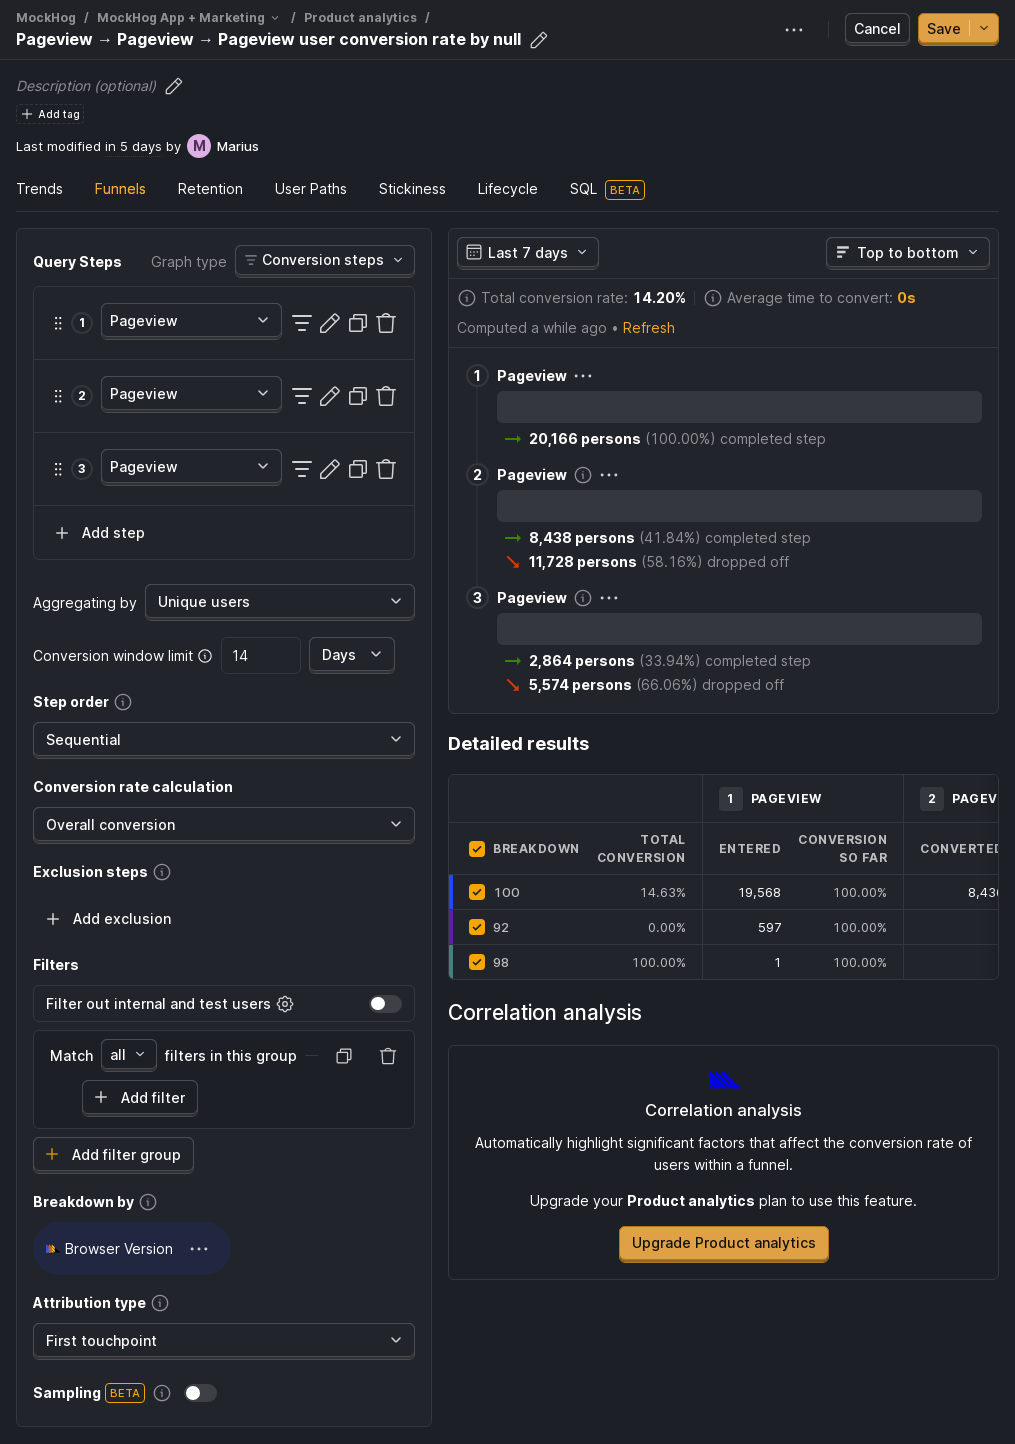 MockHog / MockHog App + Marketing / Product analytics /
Pageview → Pageview → Pageview user conversion rate by null
Cancel
Save
Description (optional)
Add tag
Last modified in 5 days by M Marius
Trends Funnels Retention User Paths Stickiness Lifecycle SQL BETA
Query Steps Graph type Conversion steps
1 Pageview
2 Pageview
3 Pageview
Add step
Aggregating by Unique users
Conversion window limit 14 Days
Step order
Sequential
Conversion rate calculation
Overall conversion
Exclusion steps
Add exclusion
Filters
Filter out internal and test users
Match all filters in this group
Add filter
Add filter group
Breakdown by
Browser Version
Attribution type
First touchpoint
Sampling BETA
Last 7 days Top to bottom
Total conversion rate: 14.20% Average time to convert: 0s
Computed a while ago • Refresh
1 Pageview
20,166 persons (100.00%) completed step
2 Pageview
8,438 persons (41.84%) completed step
11,728 persons (58.16%) dropped off
3 Pageview
2,864 persons (33.94%) completed step
5,574 persons (66.06%) dropped off
Detailed results
1 PAGEVIEW 2 PAGEV
BREAKDOWN TOTAL CONVERSION ENTERED CONVERSION SO FAR CONVERTED
100 14.63% 19,568 100.00% 8,436
92 0.00% 597 100.00%
98 100.00% 1 100.00%
Correlation analysis
Correlation analysis
Automatically highlight significant factors that affect the conversion rate of
users within a funnel.
Upgrade your Product analytics plan to use this feature.
Upgrade Product analytics